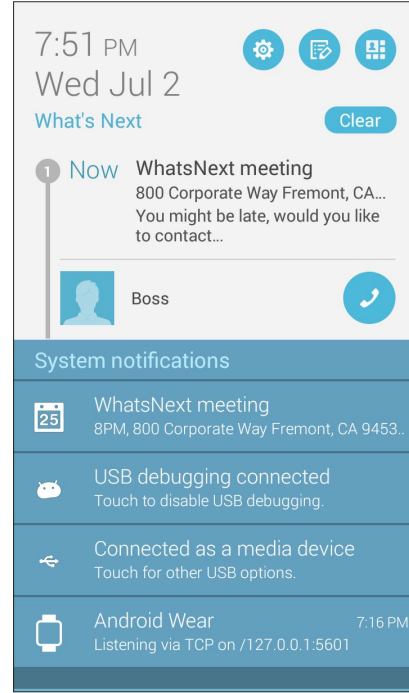 7:51 PM
Wed Jul 2
What's Next
Clear
1
Now
WhatsNext meeting
800 Corporate Way Fremont, CA...
You might be late, would you like
to contact...
Boss
System notifications
25
WhatsNext meeting
8PM, 800 Corporate Way Fremont, CA 9453..
USB debugging connected
Touch to disable USB debugging.
Connected as a media device
Touch for other USB options.
Android Wear 7:16 PM
Listening via TCP on /127.0.0.1:5601